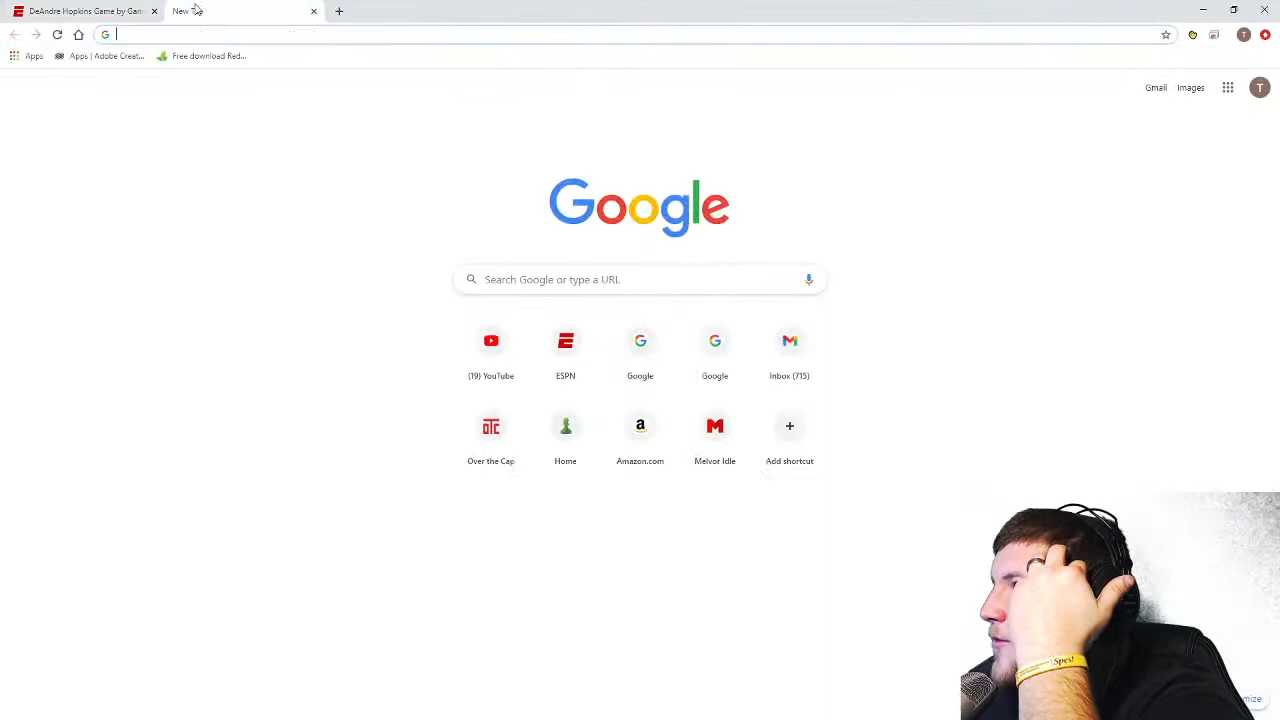 DeAndre Hopkins Game by Gam
New T
Apps
Apps | Adobe Creat...
Free download Red...
Gmail
Images
T
Google
Search Google or type a URL
(19) YouTube
ESPN
Google
Google
Inbox (715)
Over the Cap
Home
Amazon.com
Melvor Idle
Add shortcut
Spes!
mize